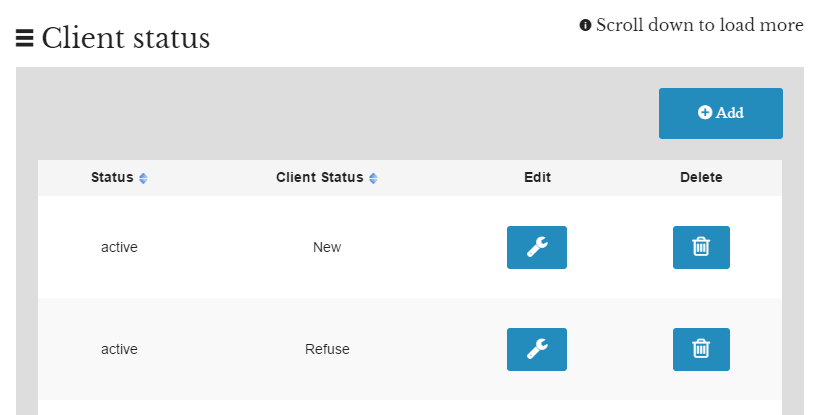 Client status
Scroll down to load more
Add
Status Client Status Edit Delete
active New
active Refuse